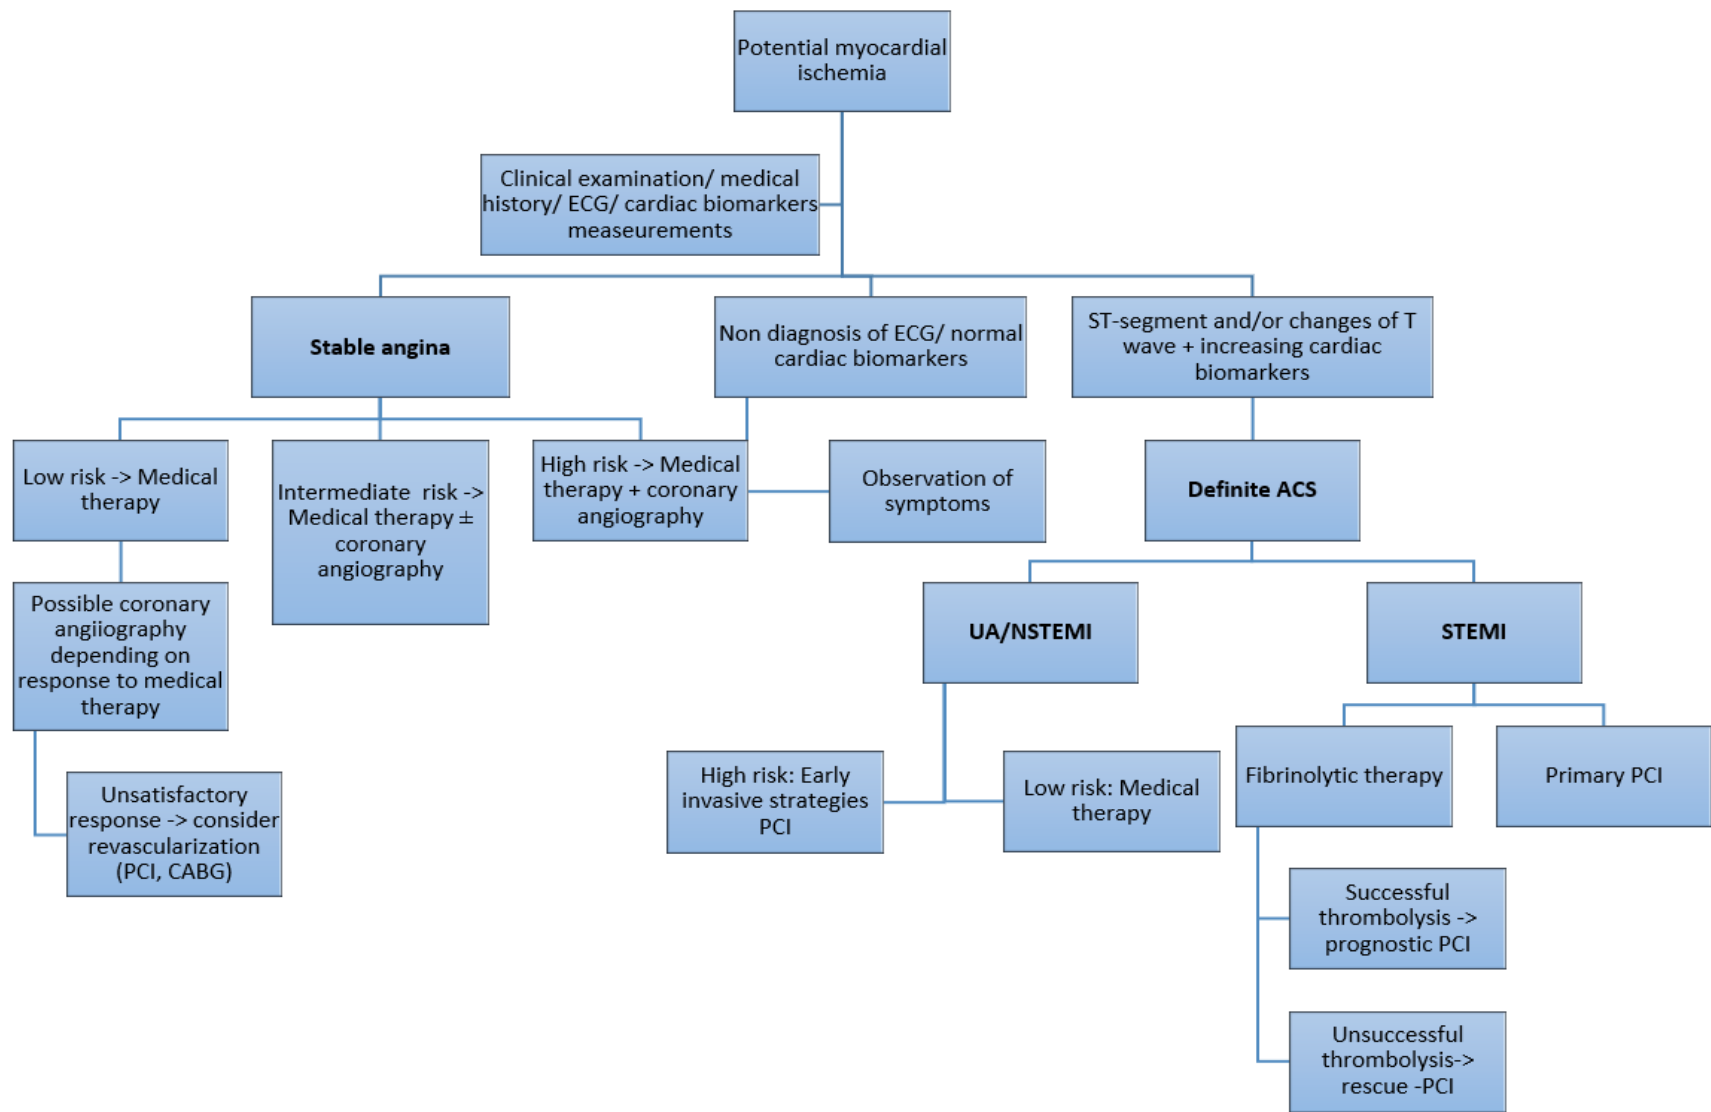 Potential myocardial
ischemia
Clinical examination/ medical
history/ ECG/ cardiac biomarkers
measeurements
Stable angina
Non diagnosis of ECG/ normal
cardiac biomarkers
ST-segment and/or changes of T
wave + increasing cardiac
biomarkers
Low risk -> Medical
therapy
Intermediate risk ->
Medical therapy ±
coronary
angiography
High risk -> Medical
therapy + coronary
angiography
Observation of
symptoms
Definite ACS
Possible coronary
angiiography
depending on
response to medical
therapy
UA/NSTEMI
STEMI
Unsatisfactory
response -> consider
revascularization
(PCI, CABG)
High risk: Early
invasive strategies
PCI
Low risk: Medical
therapy
Fibrinolytic therapy
Primary PCI
Successful
thrombolysis ->
prognostic PCI
Unsuccessful
thrombolysis->
rescue -PCI